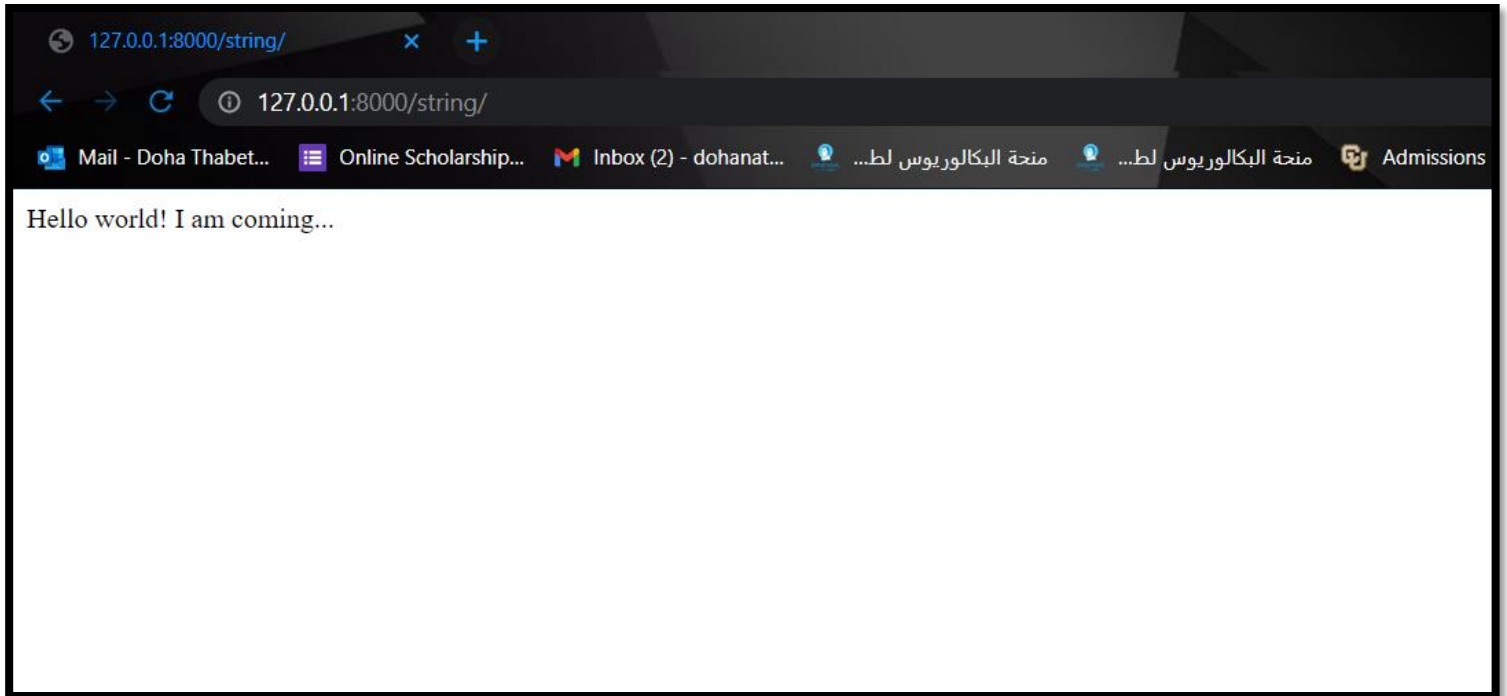 127.0.0.1:8000/string/
127.0.0.1:8000/string/
Mail - Doha Thabet... Online Scholarship... Inbox (2) - dohanat... منحة البكالوريوس لط... منحة البكالوريوس لط... Admissions
Hello world! I am coming...